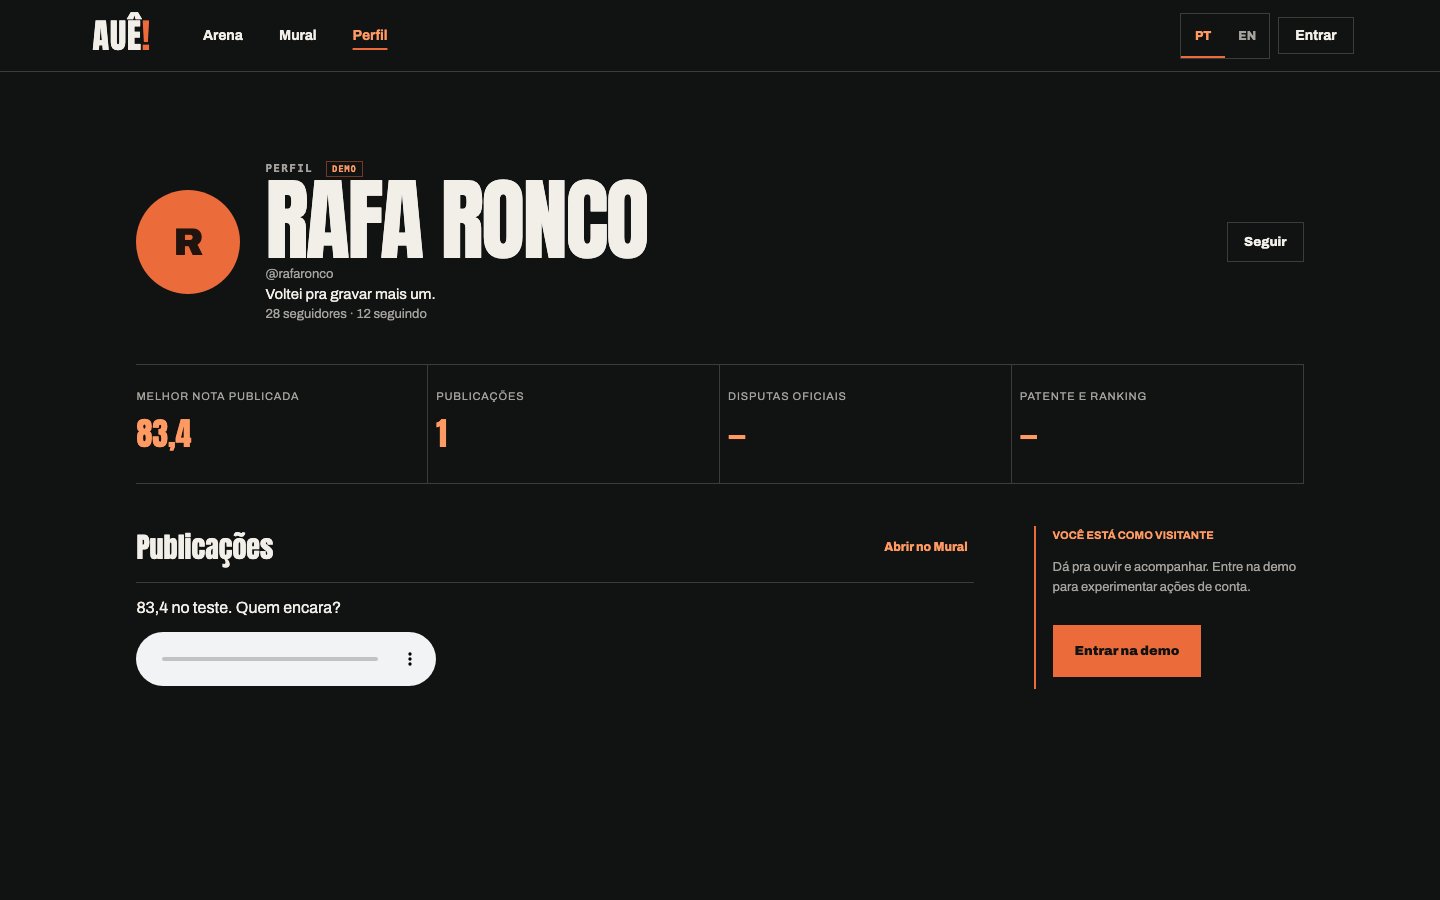 AUÊ!
Arena
Mural
Perfil
PT
EN
Entrar
PERFIL
DEMO
RAFA RONCO
R
@rafaronco
Voltei pra gravar mais um.
28 seguidores · 12 seguindo
Seguir
MELHOR NOTA PUBLICADA
83,4
PUBLICAÇÕES
1
DISPUTAS OFICIAIS
—
PATENTE E RANKING
—
Publicações
Abrir no Mural
83,4 no teste. Quem encara?
VOCÊ ESTÁ COMO VISITANTE
Dá pra ouvir e acompanhar. Entre na demo
para experimentar ações de conta.
Entrar na demo